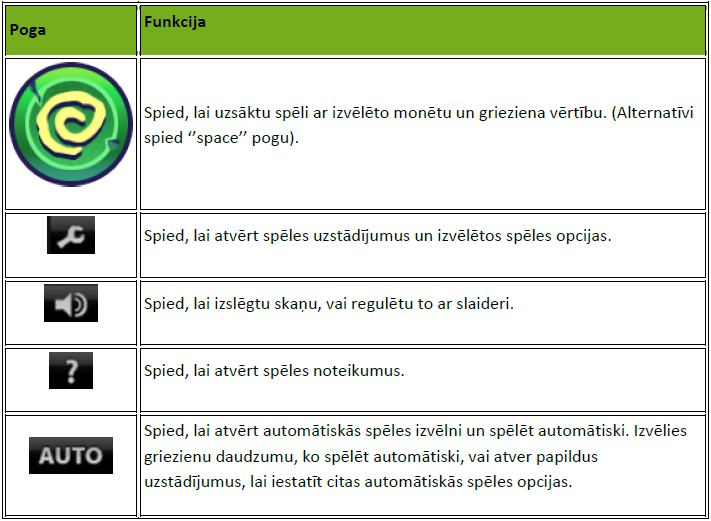 Poga
Funkcija
Spied, lai uzsāktu spēli ar izvēlēto monētu un grieziena vērtību. (Alternatīvi
spied ‘’space’’ pogu).
Spied, lai atvērt spēles uzstādījumus un izvēlētos spēles opcijas.
Spied, lai izslēgtu skaņu, vai regulētu to ar slaideri.
?
Spied, lai atvērt spēles noteikumus.
AUTO
Spied, lai atvērt automātiskās spēles izvēlni un spēlēt automātiski. Izvēlies
griezienu daudzumu, ko spēlēt automātiski, vai atver papildus
uzstādījumus, lai iestatīt citas automātiskās spēles opcijas.